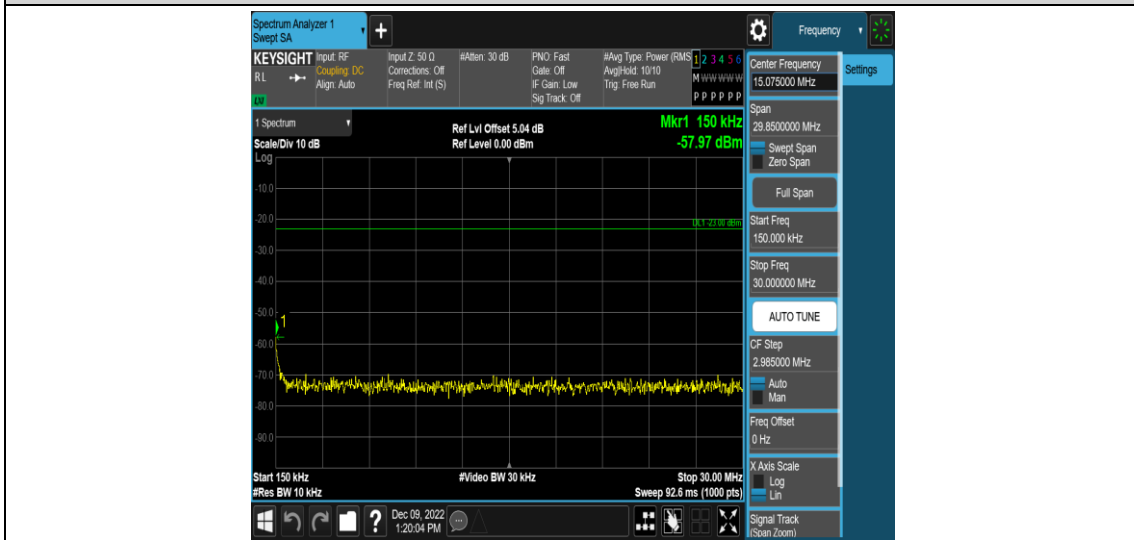 Spectrum Analyzer 1
Swept SA
+
Frequency
KEYSIGHT
RL
LXI
Input: RF
Coupling: DC
Align: Auto
Input Z: 50 Ω
Corrections: Off
Freq Ref: Int (S)
#Atten: 30 dB
PNO: Fast
Gate: Off
IF Gain: Low
Sig Track: Off
#Avg Type: Power (RMS
Avg|Hold: 10/10
Trig: Free Run
1 2 3 4 5 6
M W W W W W
P P P P P P
1 Spectrum
Scale/Div 10 dB
Log
Ref Lvl Offset 5.04 dB
Ref Level 0.00 dBm
Mkr1 150 kHz
-57.97 dBm
-10.0
-20.0
DL1 -23.00 dBm
-30.0
-40.0
-50.0
1
-60.0
-70.0
-80.0
-90.0
Start 150 kHz
#Res BW 10 kHz
#Video BW 30 kHz
Stop 30.00 MHz
Sweep 92.6 ms (1000 pts)
?
Dec 09, 2022
1:20:04 PM
Center Frequency
15.075000 MHz
Settings
Span
29.8500000 MHz
Swept Span
Zero Span
Full Span
Start Freq
150.000 kHz
Stop Freq
30.000000 MHz
AUTO TUNE
CF Step
2.985000 MHz
Auto
Man
Freq Offset
0 Hz
X Axis Scale
Log
Lin
Signal Track
(Span Zoom)